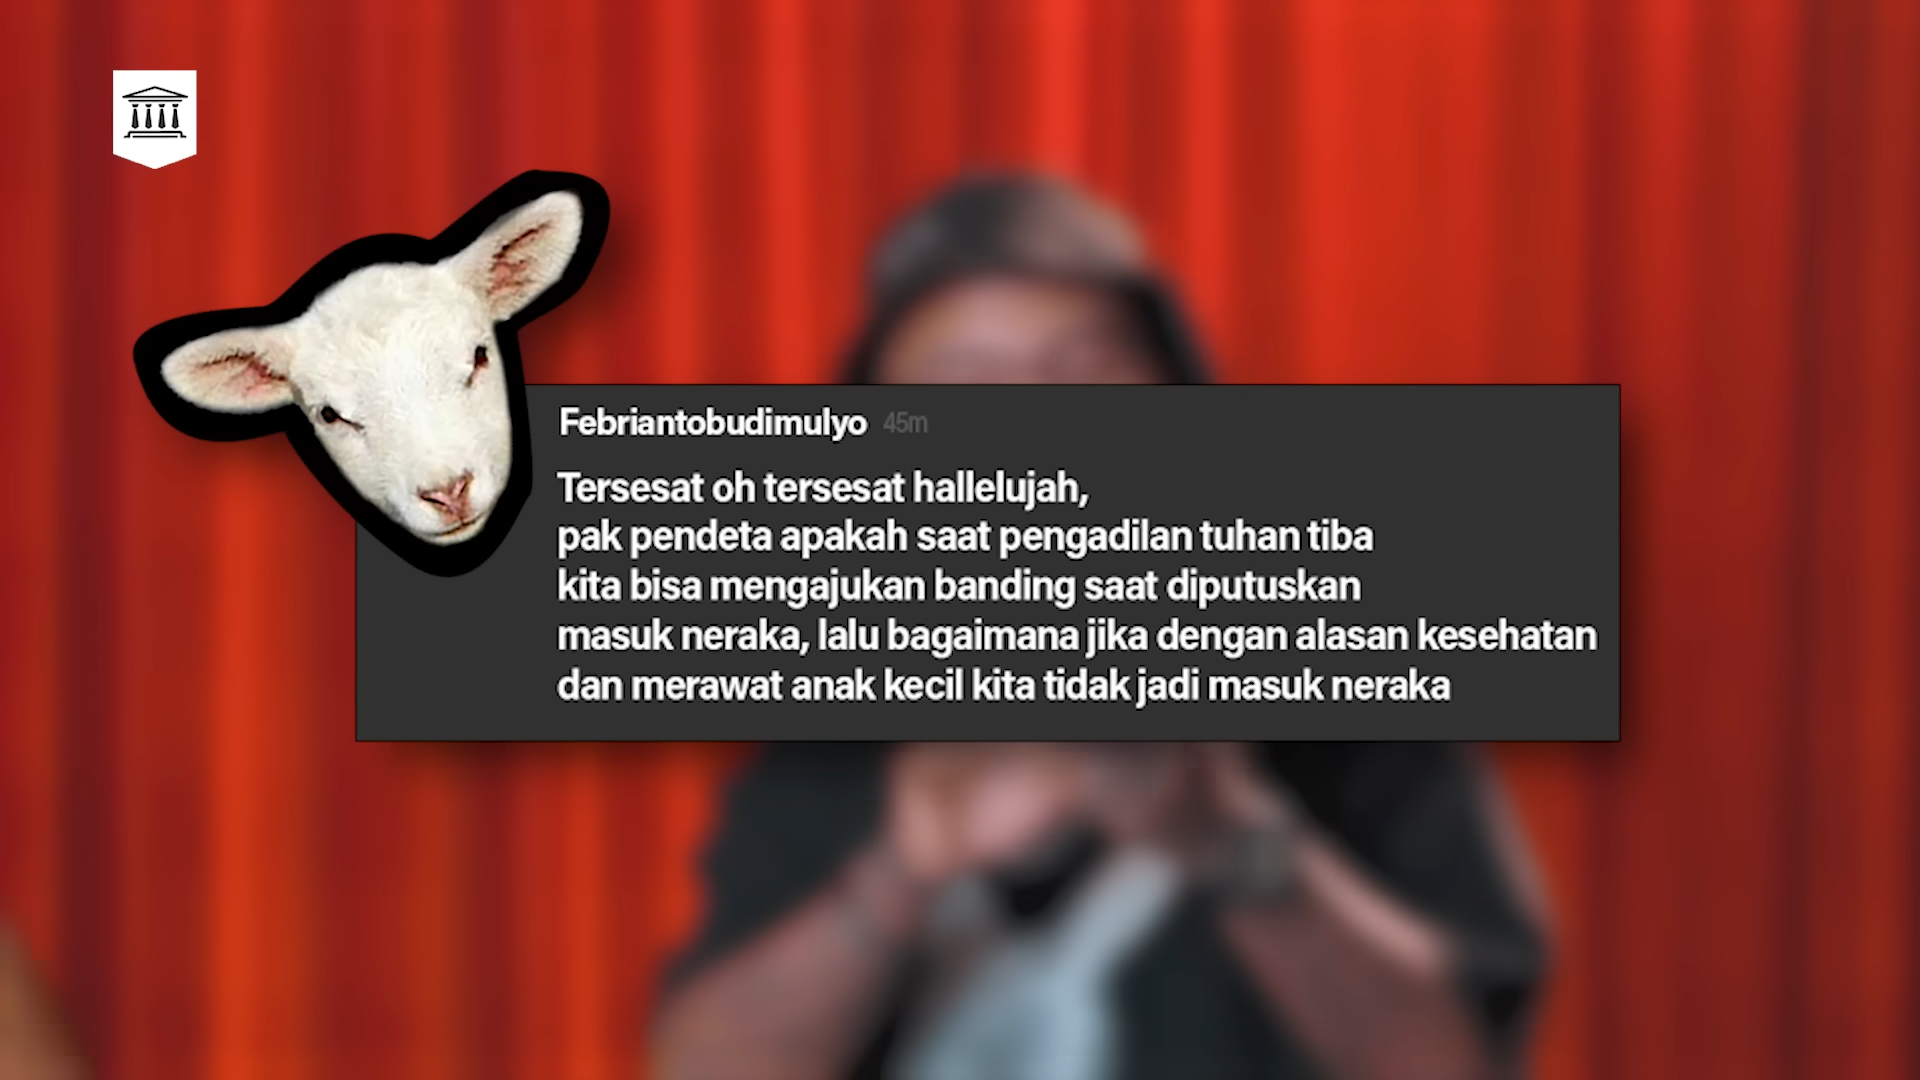 Febriantobudimulyo 45m
Tersesat oh tersesat hallelujah,
pak pendeta apakah saat pengadilan tuhan tiba
kita bisa mengajukan banding saat diputuskan
masuk neraka, lalu bagaimana jika dengan alasan kesehatan
dan merawat anak kecil kita tidak jadi masuk neraka